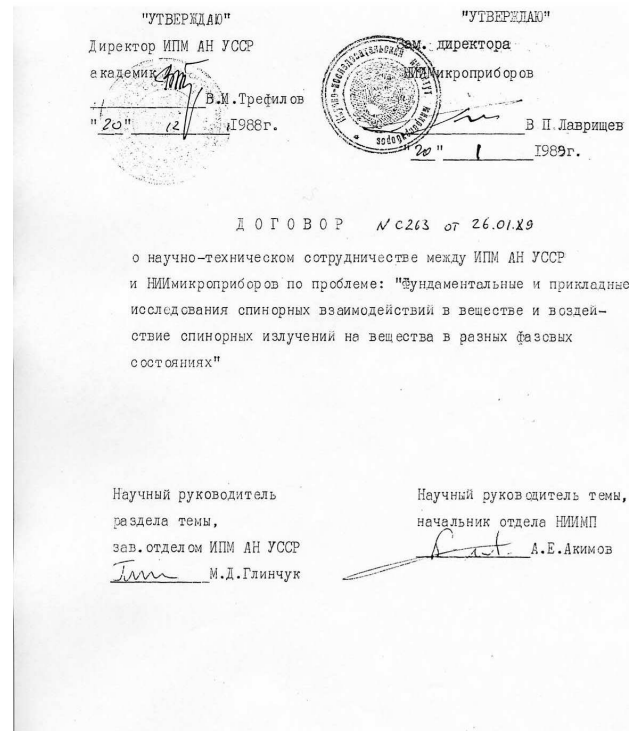 "УТВЕРЖДАЮ"
Директор ИПМ АН УССР
академик
В.М.Трефилов
"20" 12 1988г.
"УТВЕРЖДАЮ"
Зам. директора
НИИМикроприборов
В П.Лаврищев
"20" 1 1989г.
ДОГОВОР № С263 от 26.01.89
о научно-техническом сотрудничестве между ИПМ АН УССР
и НИИмикроприборов по проблеме: "Фундаментальные и прикладные
исследования спинорных взаимодействий в веществе и воздей-
ствие спинорных излучений на вещества в разных фазовых
состояниях"
Научный руководитель
раздела темы,
зав.отделом ИПМ АН УССР
М.Д.Глинчук
Научный руководитель темы,
начальник отдела НИИМП
А.Е.Акимов